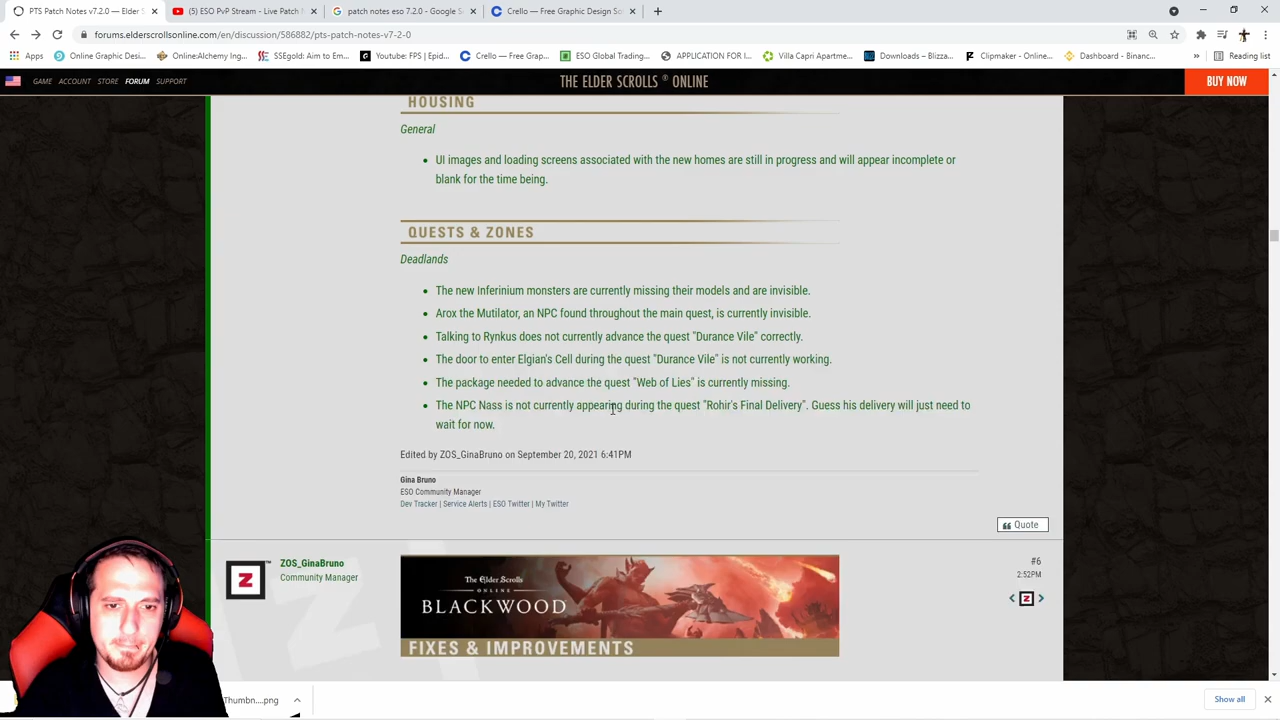 PTS Patch Notes v7.2.0 — Elder S
(5) ESO PvP Stream - Live Patch N
patch notes eso 7.2.0 - Google S
Crello — Free Graphic Design So
forums.elderscrollsonline.com/en/discussion/586882/pts-patch-notes-v7-2-0
Apps
Online Graphic Desi...
Online:Alchemy Ing...
SSEgold: Aim to Em...
Youtube: FPS | Epid...
Crello — Free Grap...
ESO Global Trading...
APPLICATION FOR I...
Villa Capri Apartme...
Downloads – Blizza...
Clipmaker - Online...
Dashboard - Binanc...
»
Reading list
GAME ACCOUNT STORE FORUM SUPPORT
THE ELDER SCROLLS ® ONLINE
BUY NOW
HOUSING
General
• UI images and loading screens associated with the new homes are still in progress and will appear incomplete or
blank for the time being.
QUESTS & ZONES
Deadlands
• The new Inferinium monsters are currently missing their models and are invisible.
• Arox the Mutilator, an NPC found throughout the main quest, is currently invisible.
• Talking to Rynkus does not currently advance the quest "Durance Vile" correctly.
• The door to enter Elgian's Cell during the quest "Durance Vile" is not currently working.
• The package needed to advance the quest "Web of Lies" is currently missing.
• The NPC Nass is not currently appearing during the quest "Rohir's Final Delivery". Guess his delivery will just need to
wait for now.
Edited by ZOS_GinaBruno on September 20, 2021 6:41PM
Gina Bruno
ESO Community Manager
Dev Tracker | Service Alerts | ESO Twitter | My Twitter
Quote
ZOS_GinaBruno
Community Manager
The Elder Scrolls
ONLINE
BLACKWOOD
FIXES & IMPROVEMENTS
#6
2:52PM
Thumbn....png
Show all